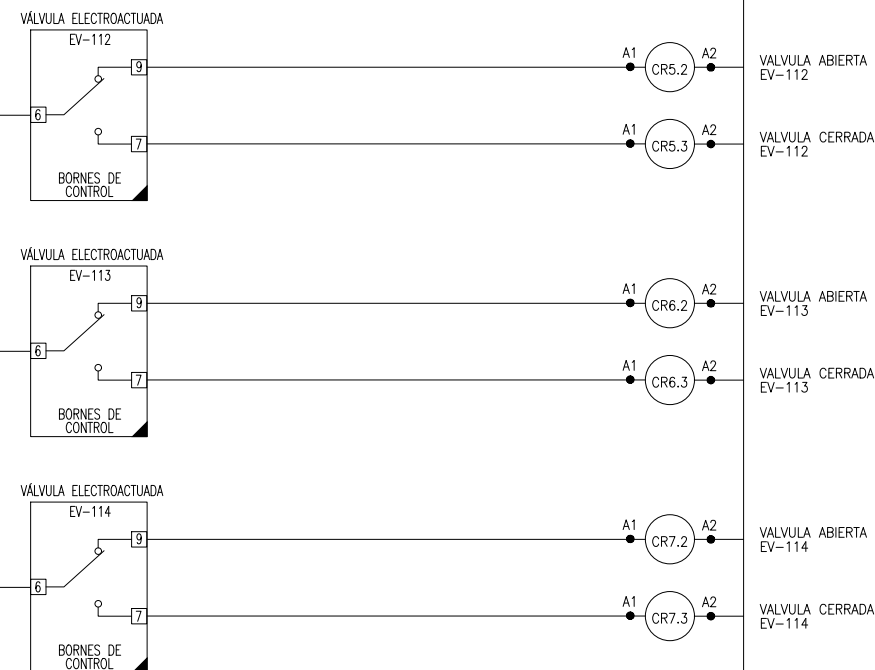 VÁLVULA ELECTROACTUADA
EV-112
9
A1
CR5.2
A2
VALVULA ABIERTA
EV-112
6
7
A1
CR5.3
A2
VALVULA CERRADA
EV-112
BORNES DE
CONTROL
VÁLVULA ELECTROACTUADA
EV-113
9
A1
CR6.2
A2
VALVULA ABIERTA
EV-113
6
7
A1
CR6.3
A2
VALVULA CERRADA
EV-113
BORNES DE
CONTROL
VÁLVULA ELECTROACTUADA
EV-114
9
A1
CR7.2
A2
VALVULA ABIERTA
EV-114
6
7
A1
CR7.3
A2
VALVULA CERRADA
EV-114
BORNES DE
CONTROL